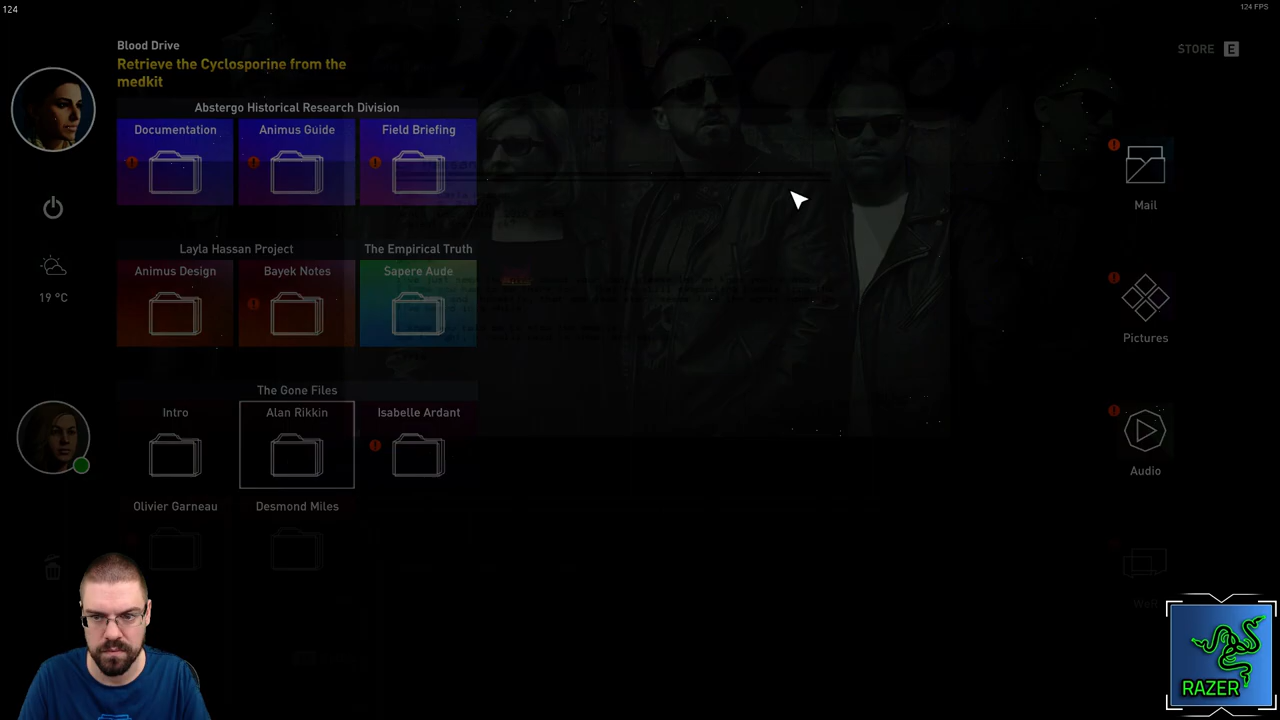 124
124 FPS
Blood Drive
Retrieve the Cyclosporine from the
medkit
STORE E
Abstergo Historical Research Division
Documentation
Animus Guide
Field Briefing
Mail
Layla Hassan Project
The Empirical Truth
Animus Design
Bayek Notes
Sapere Aude
19 °C
Pictures
The Gone Files
Intro
Alan Rikkin
Isabelle Ardant
Audio
Olivier Garneau
Desmond Miles
WeR
RAZER